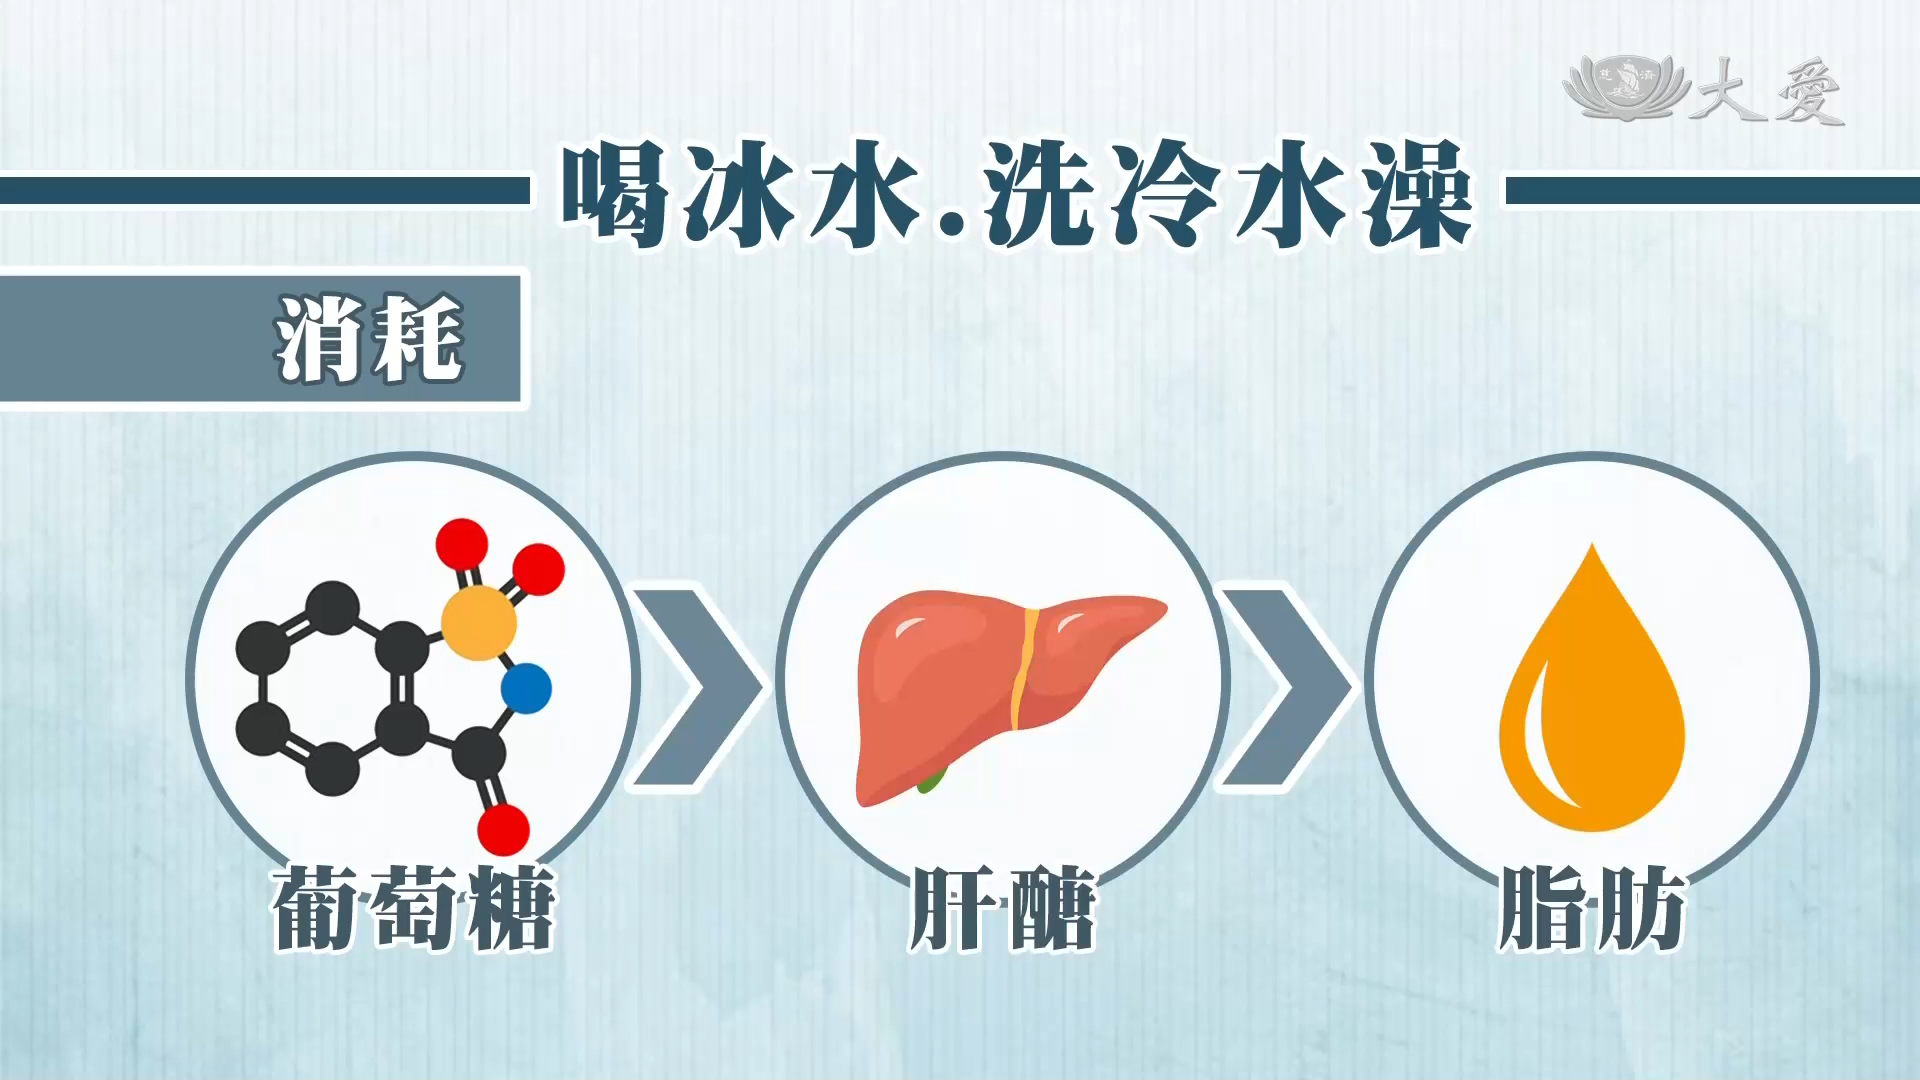 大愛
喝冰水.洗冷水澡
消耗
葡萄糖
肝醣
脂肪